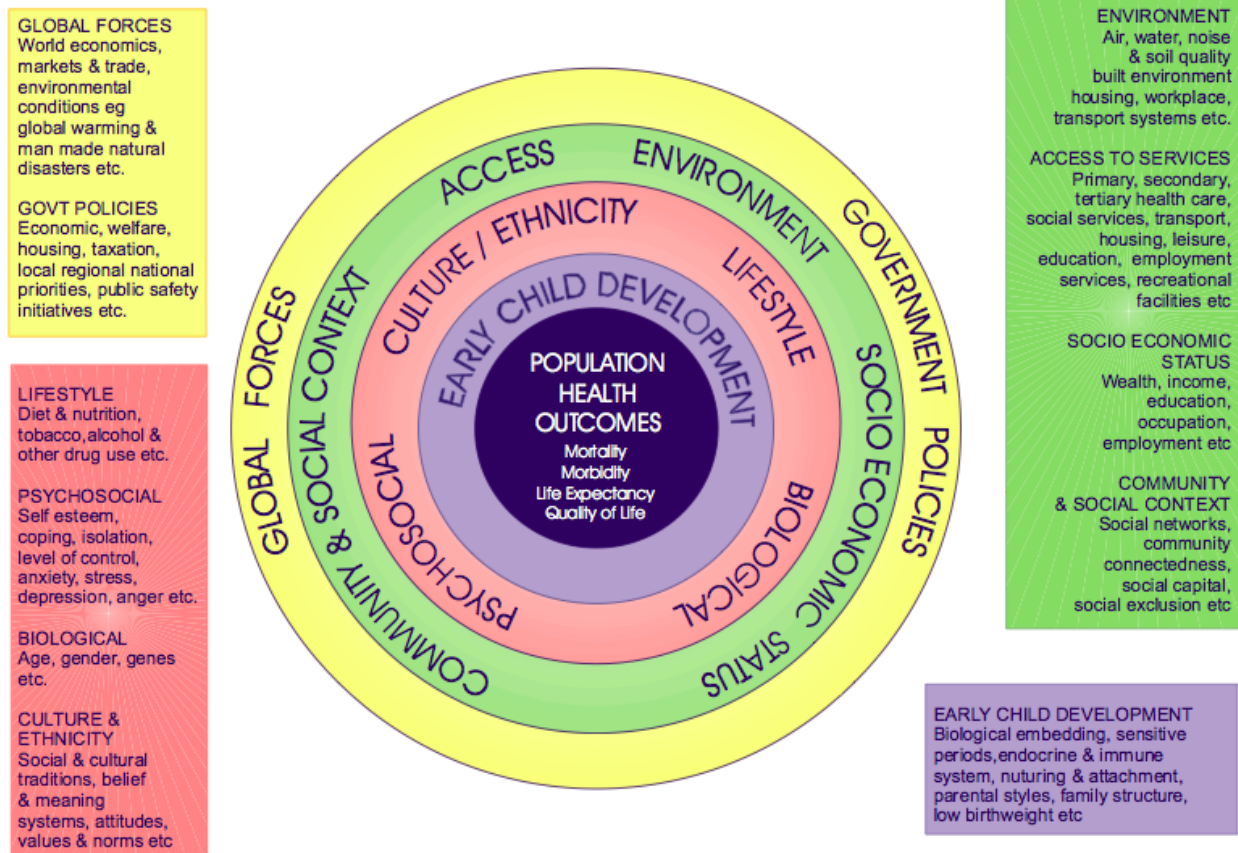 GLOBAL FORCES
World economics,
markets & trade,
environmental
conditions eg
global warming &
man made natural
disasters etc.
GOVT POLICIES
Economic, welfare,
housing, taxation,
local regional national
priorities, public safety
initiatives etc.
LIFESTYLE
Diet & nutrition,
tobacco,alcohol &
other drug use etc.
PSYCHOSOCIAL
Self esteem,
coping, isolation,
level of control,
anxiety, stress,
depression, anger etc.
BIOLOGICAL
Age, gender, genes
etc.
CULTURE &
ETHNICITY
Social & cultural
traditions, belief
& meaning
systems, attitudes,
values & norms etc
GLOBAL FORCES
GOVERNMENT POLICIES
COMMUNITY & SOCIAL CONTEXT
ACCESS
ENVIRONMENT
SOCIO ECONOMIC STATUS
PSYCHOSOCIAL
CULTURE / ETHNICITY
LIFESTYLE
BIOLOGICAL
EARLY CHILD DEVELOPMENT
POPULATION
HEALTH
OUTCOMES
Mortality
Morbidity
Life Expectancy
Quality of Life
ENVIRONMENT
Air, water, noise
& soil quality
built environment
housing, workplace,
transport systems etc.
ACCESS TO SERVICES
Primary, secondary,
tertiary health care,
social services, transport,
housing, leisure,
education, employment
services, recreational
facilities etc
SOCIO ECONOMIC
STATUS
Wealth, income,
education,
occupation,
employment etc
COMMUNITY
& SOCIAL CONTEXT
Social networks,
community
connectedness,
social capital,
social exclusion etc
EARLY CHILD DEVELOPMENT
Biological embedding, sensitive
periods,endocrine & immune
system, nuturing & attachment,
parental styles, family structure,
low birthweight etc